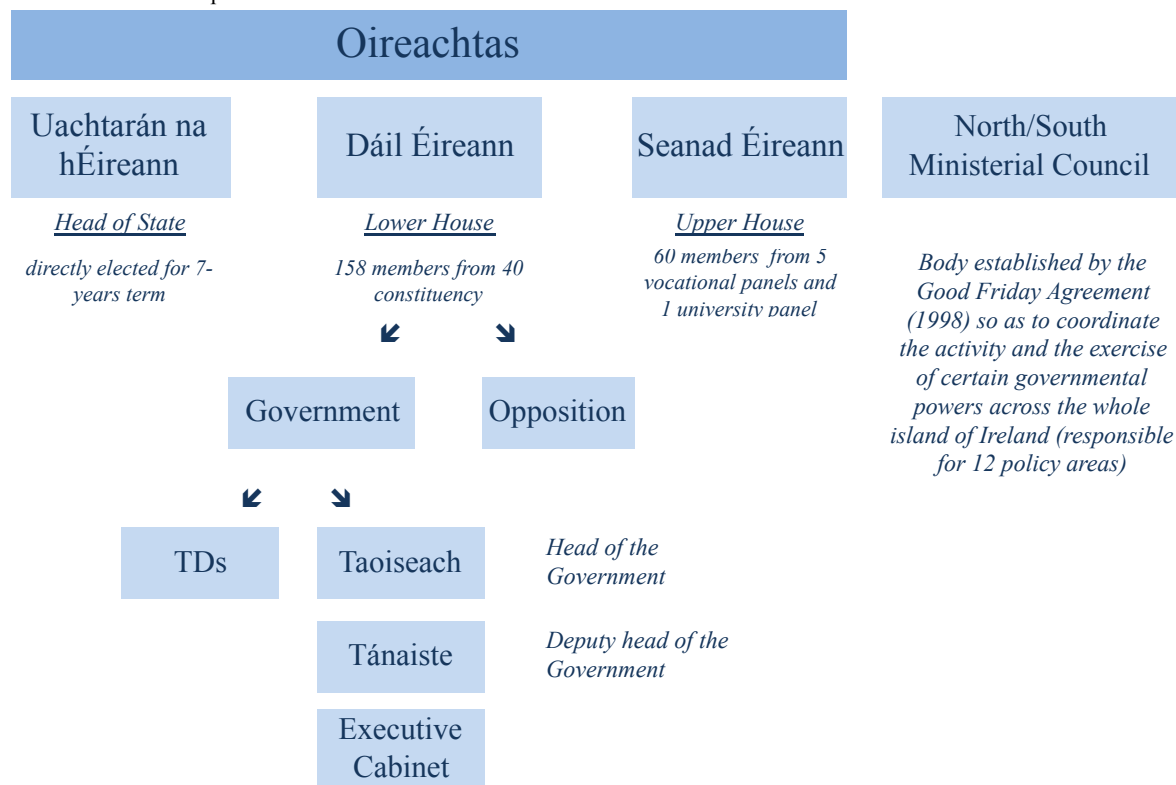 Oireachtas
Uachtarán na
hÉireann
Dáil Éireann
Seanad Éireann
North/South
Ministerial Council
Head of State
directly elected for 7-
years term
Lower House
158 members from 40
constituency
Upper House
60 members from 5
vocational panels and
1 university panel
Body established by the
Good Friday Agreement
(1998) so as to coordinate
the activity and the exercise
of certain governmental
powers across the whole
island of Ireland (responsible
for 12 policy areas)
Government
Opposition
TDs
Taoiseach
Head of the
Government
Tánaiste
Deputy head of the
Government
Executive
Cabinet